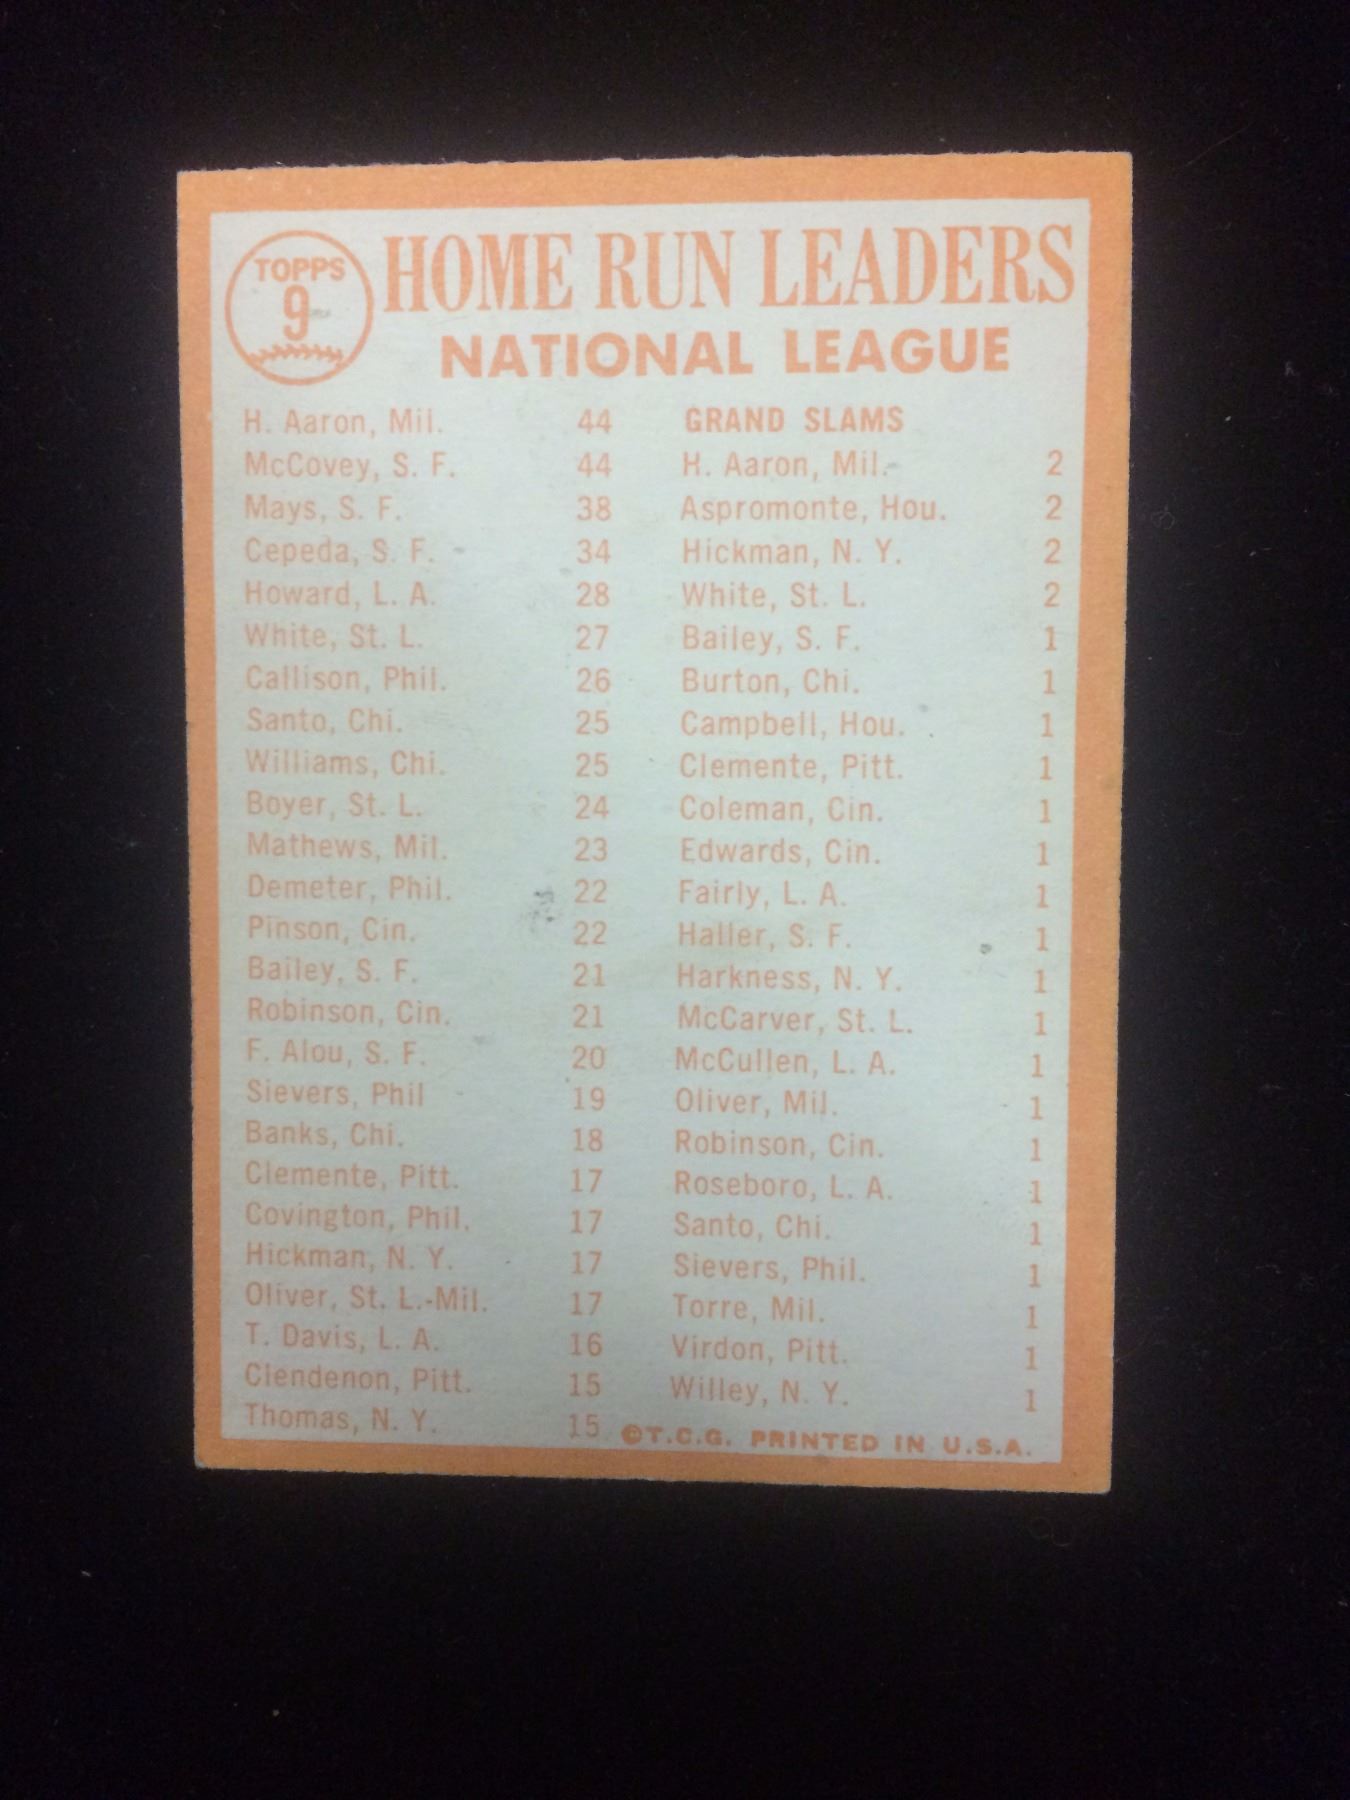 TOPPS
9
HOME RUN LEADERS
NATIONAL LEAGUE
H. Aaron, Mil. 44
McCovey, S. F. 44
Mays, S. F. 38
Cepeda, S. F. 34
Howard, L. A. 28
White, St. L. 27
Callison, Phil. 26
Santo, Chi. 25
Williams, Chi. 25
Boyer, St. L. 24
Mathews, Mil. 23
Demeter, Phil. 22
Pinson, Cin. 22
Bailey, S. F. 21
Robinson, Cin. 21
F. Alou, S. F. 20
Sievers, Phil 19
Banks, Chi. 18
Clemente, Pitt. 17
Covington, Phil. 17
Hickman, N. Y. 17
Oliver, St. L.-Mil. 17
T. Davis, L. A. 16
Clendenon, Pitt. 15
Thomas, N. Y. 15
GRAND SLAMS
H. Aaron, Mil. 2
Aspromonte, Hou. 2
Hickman, N. Y. 2
White, St. L. 2
Bailey, S. F. 1
Burton, Chi. 1
Campbell, Hou. 1
Clemente, Pitt. 1
Coleman, Cin. 1
Edwards, Cin. 1
Fairly, L. A. 1
Haller, S. F. 1
Harkness, N. Y. 1
McCarver, St. L. 1
McCullen, L. A. 1
Oliver, Mil. 1
Robinson, Cin. 1
Roseboro, L. A. 1
Santo, Chi. 1
Sievers, Phil. 1
Torre, Mil. 1
Virdon, Pitt. 1
Willey, N. Y. 1
©T.C.G. PRINTED IN U.S.A.